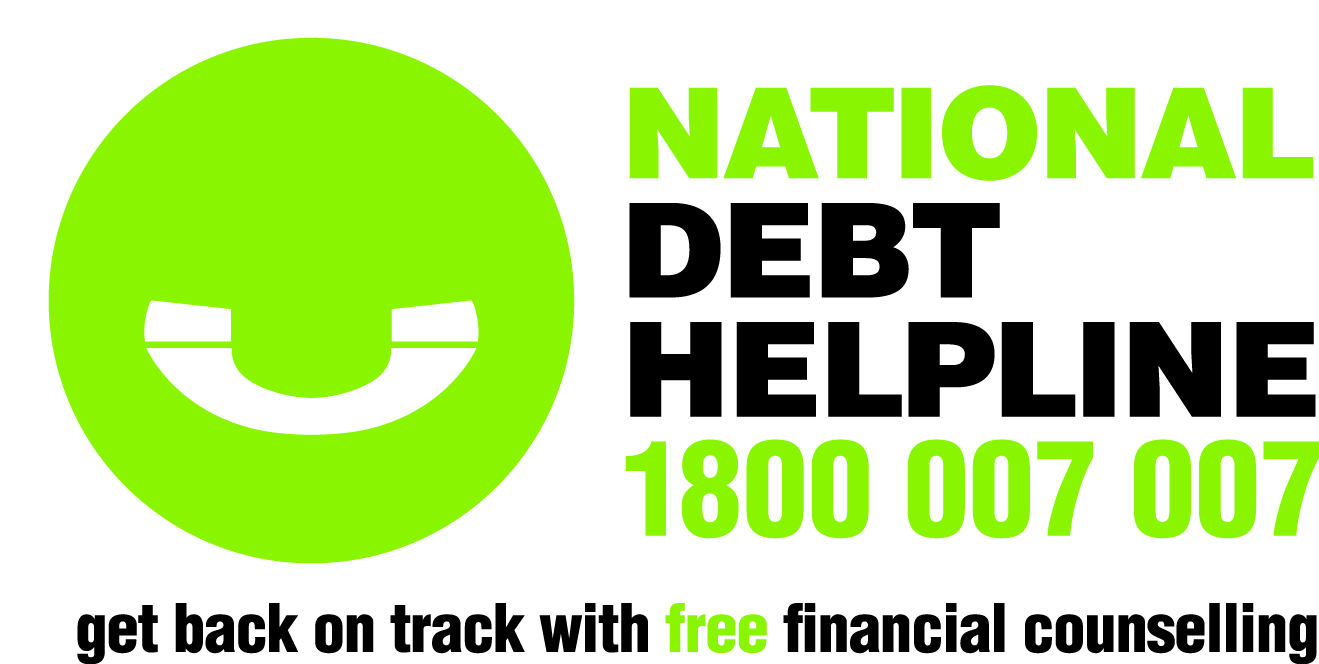 NATIONAL
DEBT
HELPLINE
1800 007 007
get back on track with free financial counselling